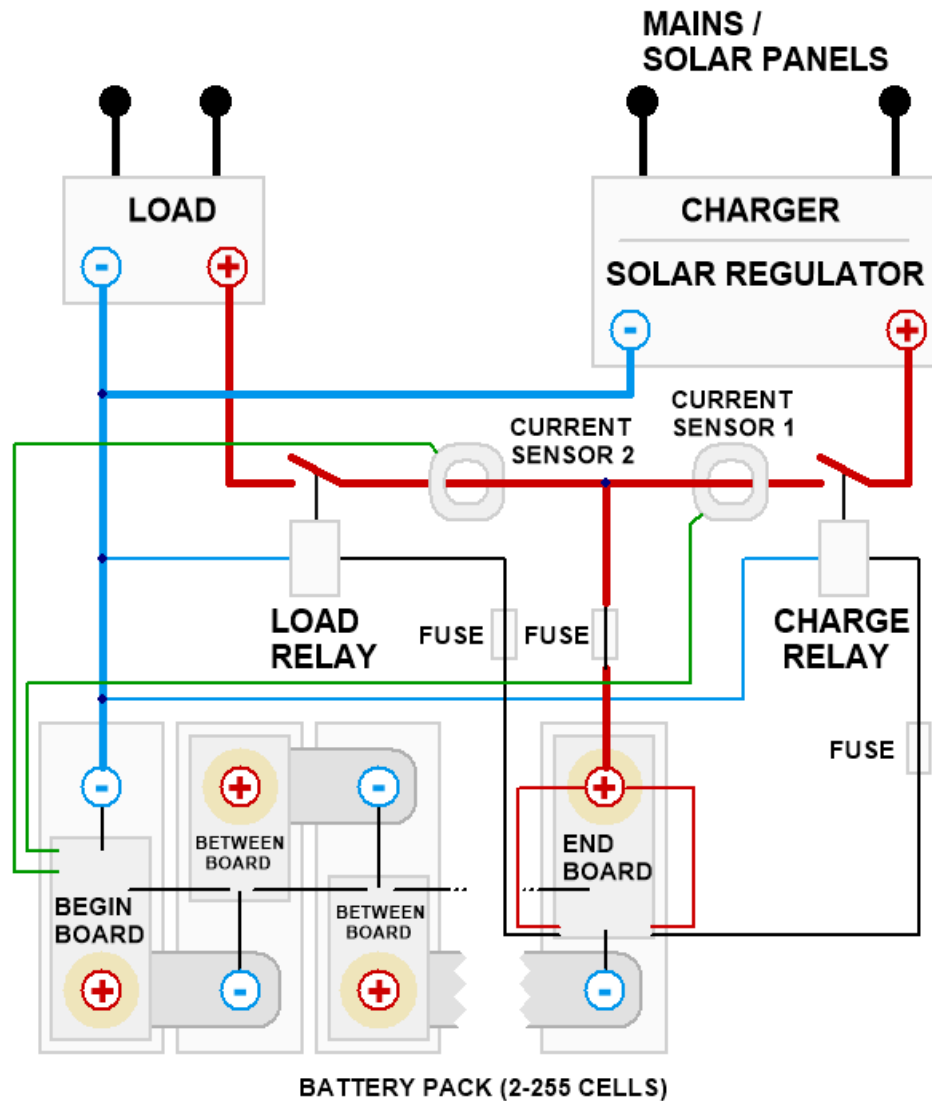 MAINS /
SOLAR PANELS
LOAD
CHARGER
SOLAR REGULATOR
-
+
-
+
CURRENT
SENSOR 2
CURRENT
SENSOR 1
LOAD
RELAY
FUSE
FUSE
CHARGE
RELAY
FUSE
-
+
-
+
BETWEEN
BOARD
END
BOARD
BEGIN
BOARD
BETWEEN
BOARD
+
-
+
-
BATTERY PACK (2-255 CELLS)